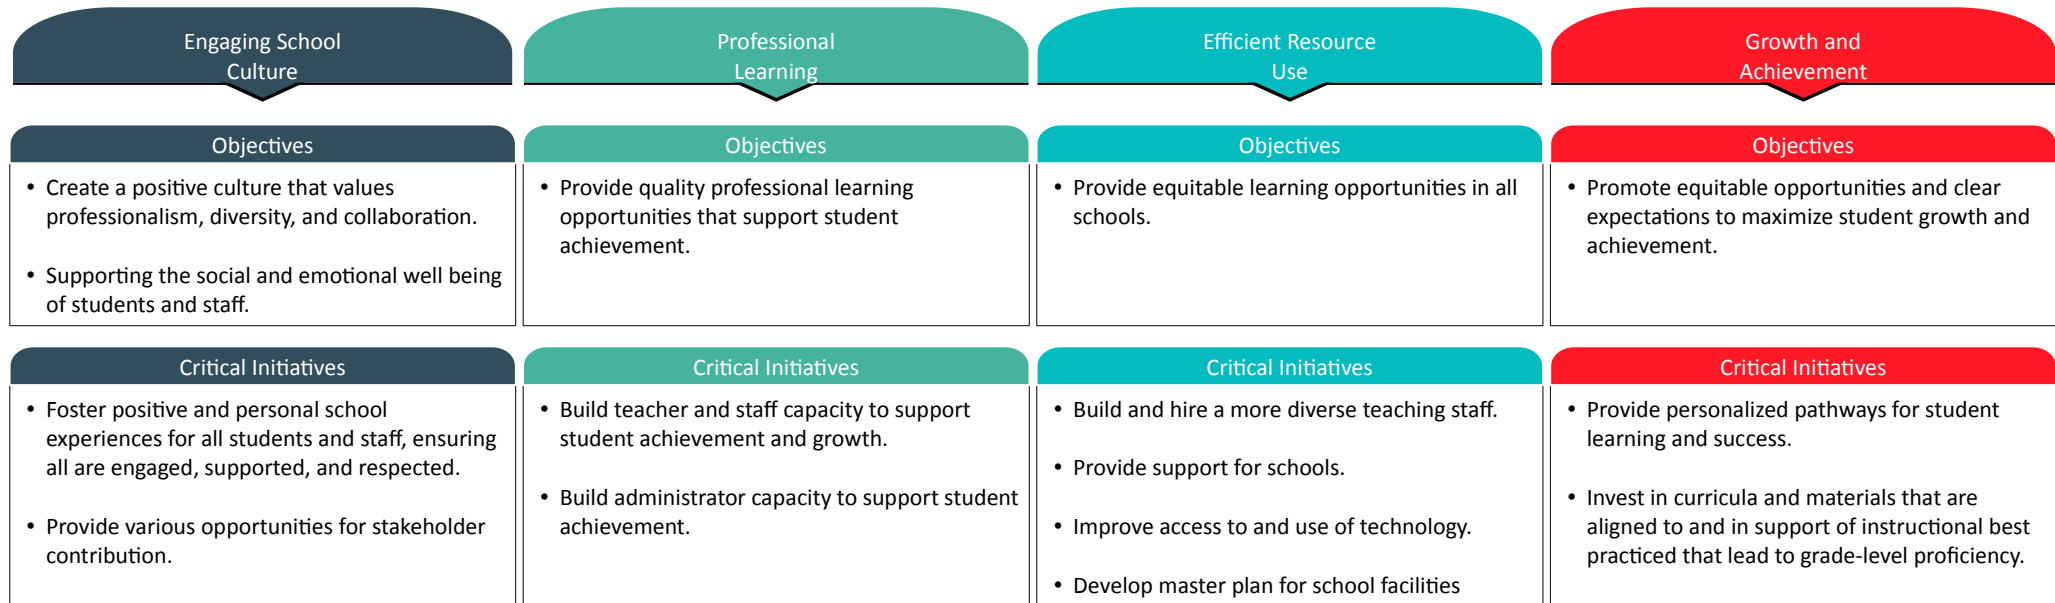 Engaging School
Culture
Professional
Learning
Efficient Resource
Use
Growth and
Achievement
Objectives
• Create a positive culture that values
professionalism, diversity, and collaboration.
• Supporting the social and emotional well being
of students and staff.
Objectives
• Provide quality professional learning
opportunities that support student
achievement.
Objectives
• Provide equitable learning opportunities in all
schools.
Objectives
• Promote equitable opportunities and clear
expectations to maximize student growth and
achievement.
Critical Initiatives
• Foster positive and personal school
experiences for all students and staff, ensuring
all are engaged, supported, and respected.
• Provide various opportunities for stakeholder
contribution.
Critical Initiatives
• Build teacher and staff capacity to support
student achievement and growth.
• Build administrator capacity to support student
achievement.
Critical Initiatives
• Build and hire a more diverse teaching staff.
• Provide support for schools.
• Improve access to and use of technology.
• Develop master plan for school facilities
Critical Initiatives
• Provide personalized pathways for student
learning and success.
• Invest in curricula and materials that are
aligned to and in support of instructional best
practiced that lead to grade-level proficiency.